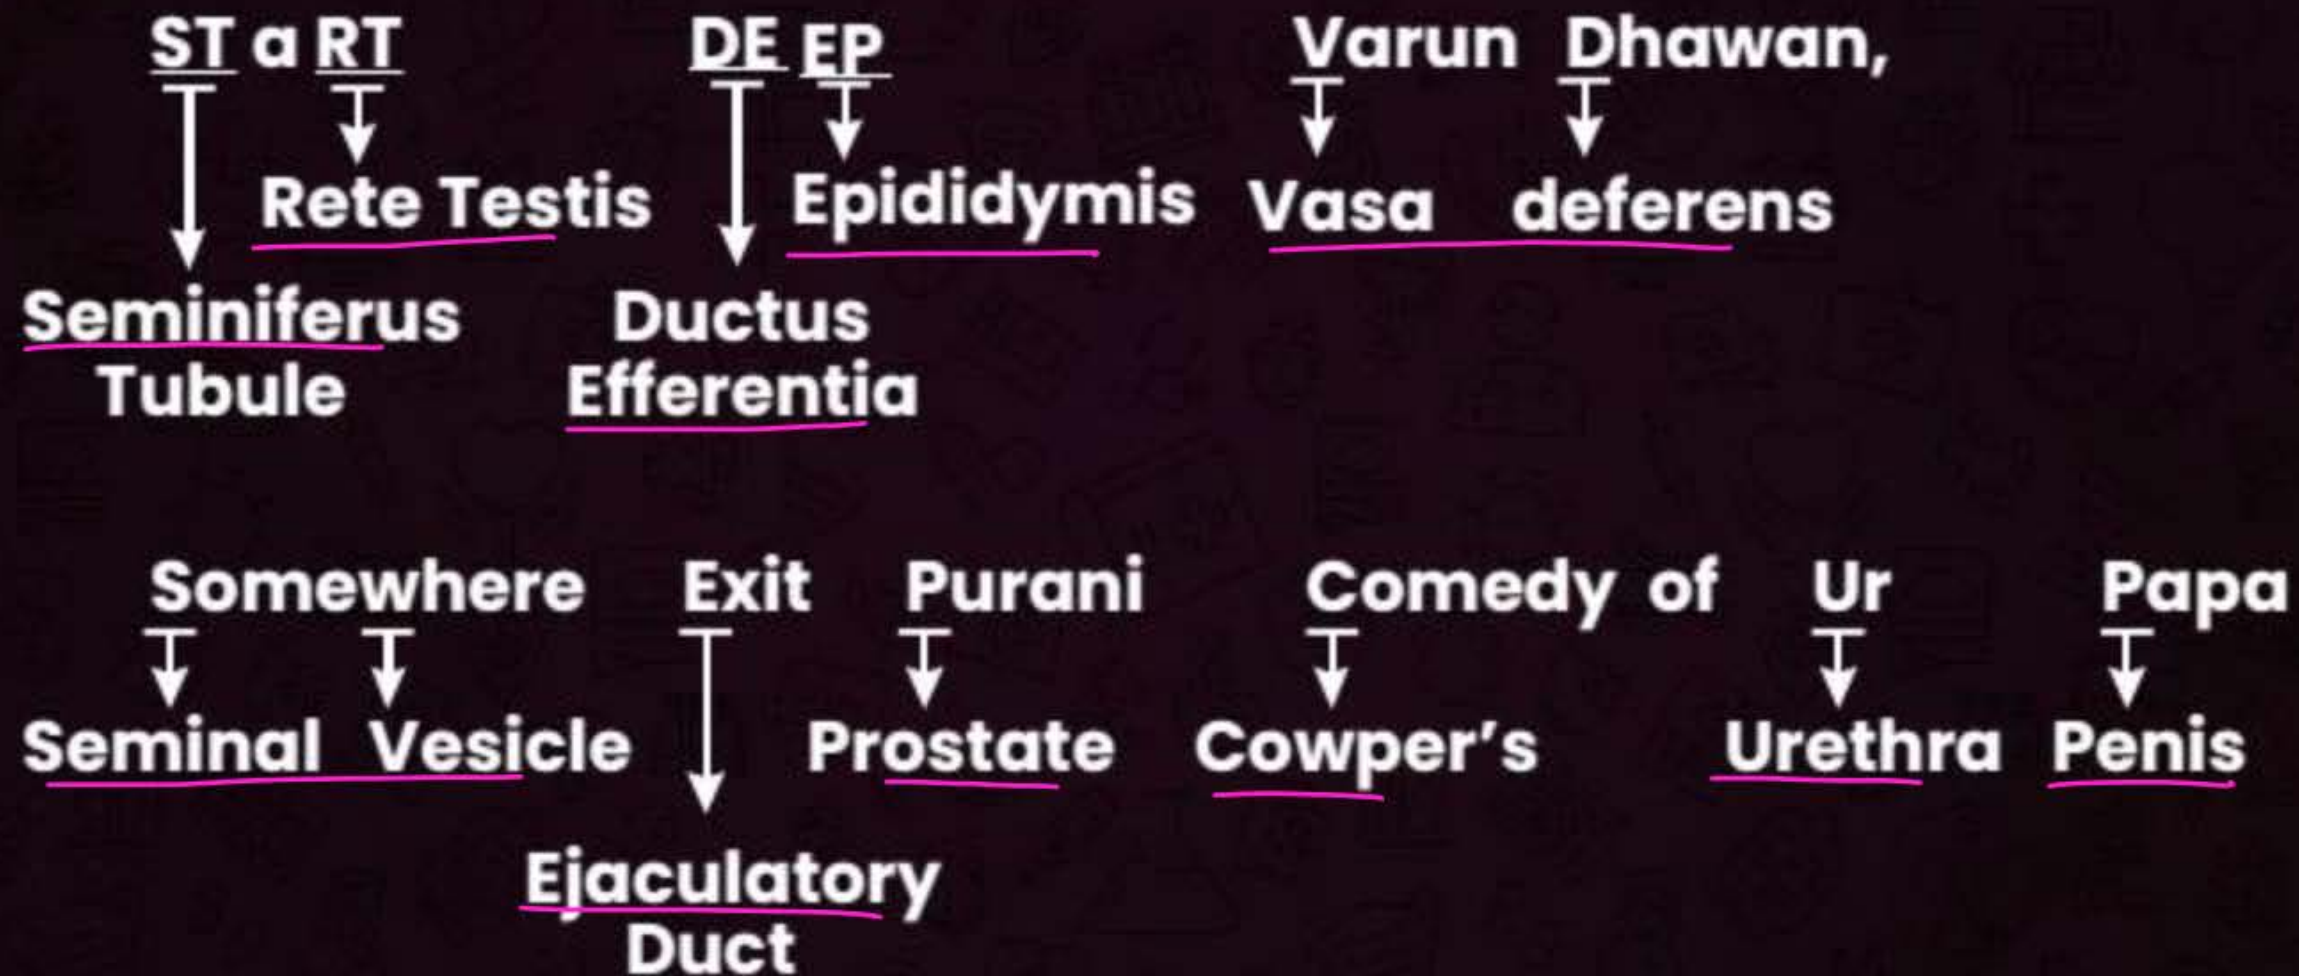 ST a RT DE EP Varun Dhawan,
Rete Testis Epididymis Vasa deferens
Seminiferus Ductus
Tubule Efferentia
Somewhere Exit Purani Comedy of Ur Papa
Seminal Vesicle Prostate Cowper’s Urethra Penis
Ejaculatory
Duct